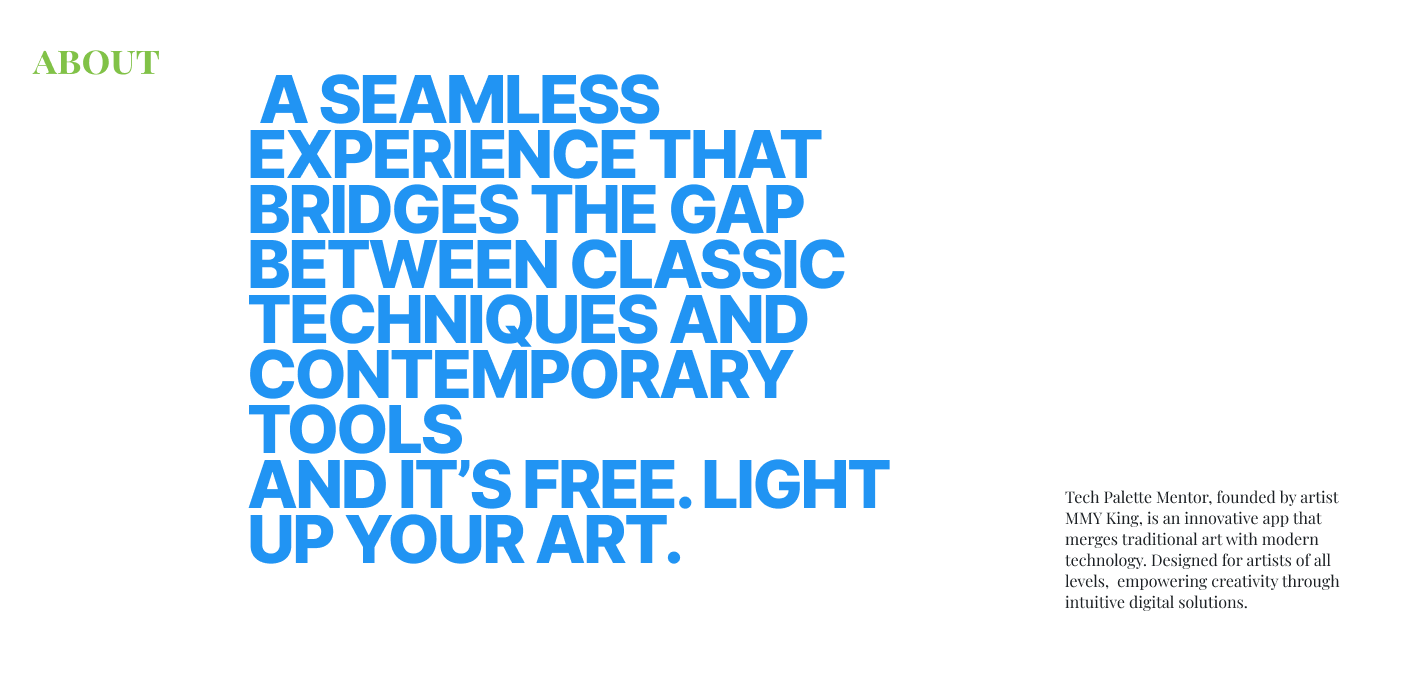 ABOUT
A SEAMLESS
EXPERIENCE THAT
BRIDGES THE GAP
BETWEEN CLASSIC
TECHNIQUES AND
CONTEMPORARY
TOOLS
AND IT’S FREE. LIGHT
UP YOUR ART.
Tech Palette Mentor, founded by artist
MMY King, is an innovative app that
merges traditional art with modern
technology. Designed for artists of all
levels,  empowering creativity through
intuitive digital solutions.